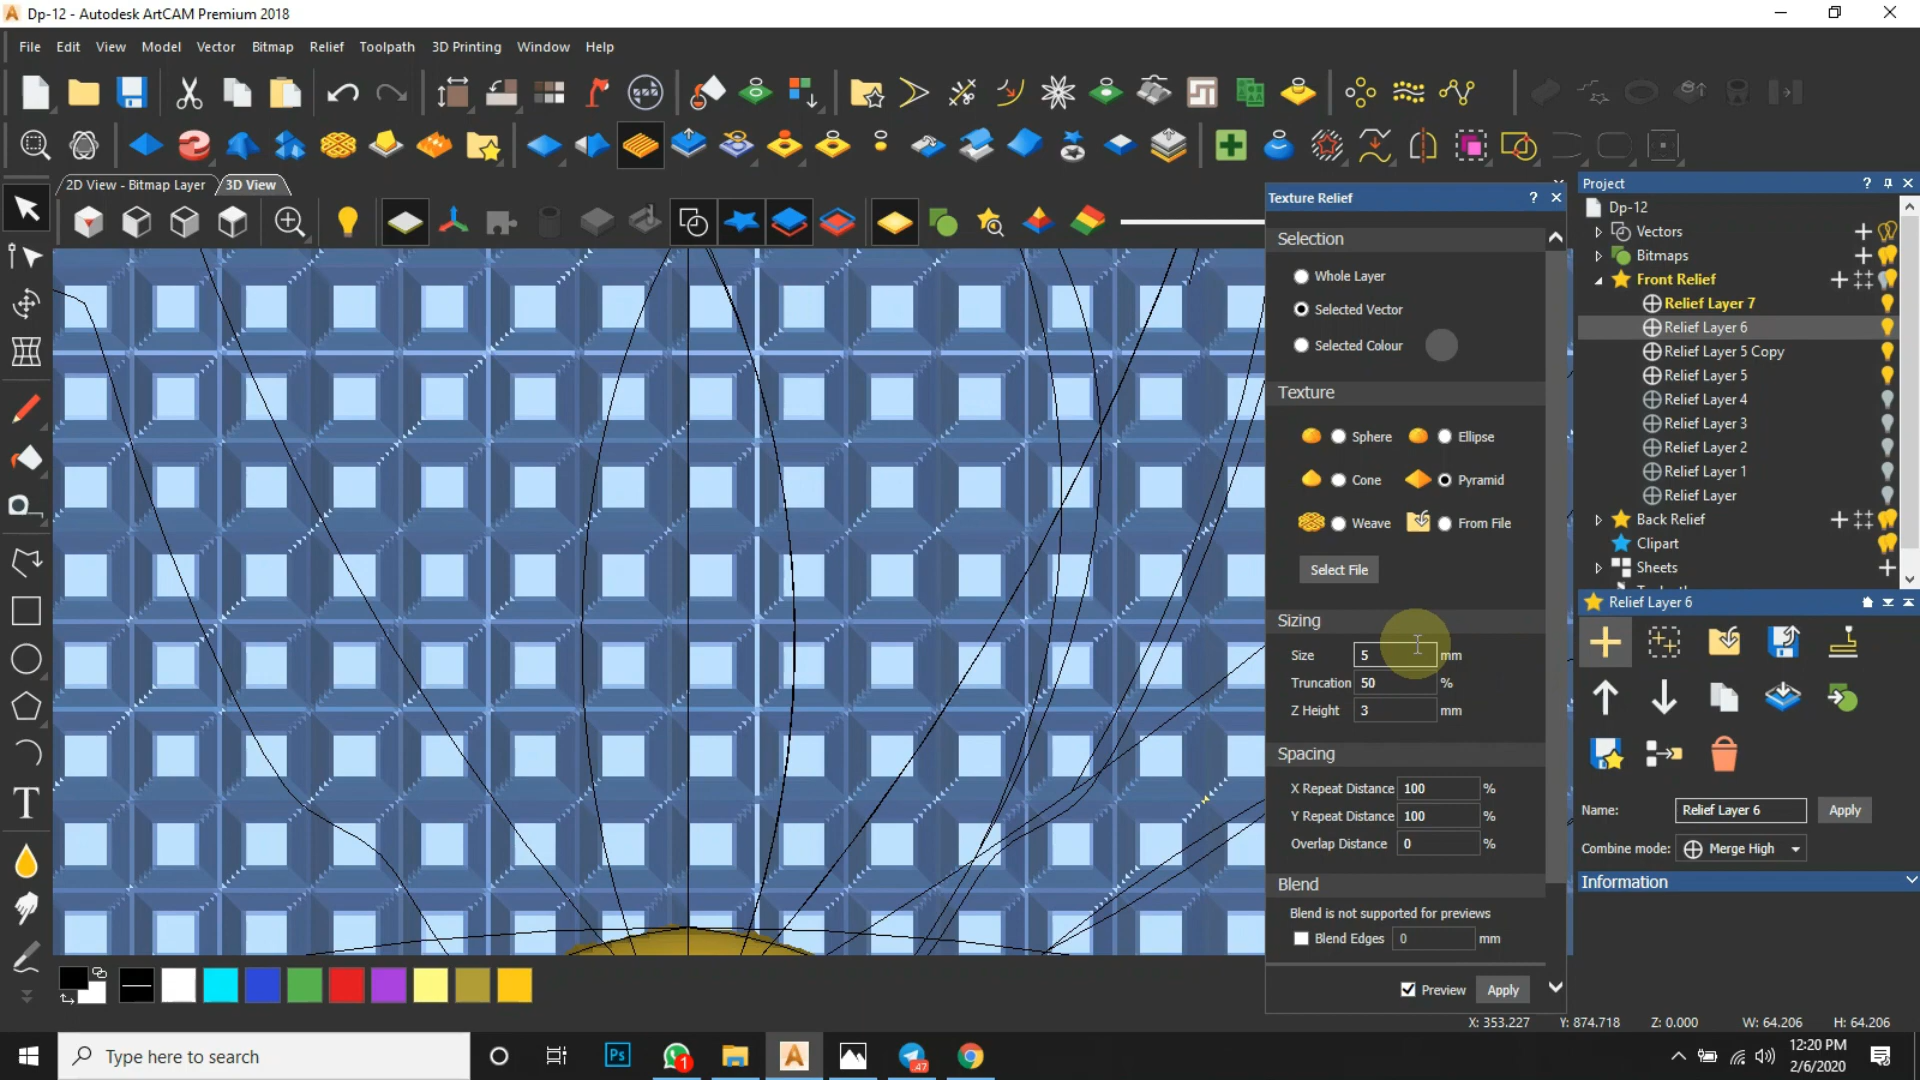 Dp-12 - Autodesk ArtCAM Premium 2018
File Edit View Model Vector Bitmap Relief Toolpath 3D Printing Window Help
2D View - Bitmap Layer
3D View
Texture Relief
Selection
Whole Layer
Selected Vector
Selected Colour
Texture
Sphere Ellipse
Cone Pyramid
Weave From File
Select File
Sizing
Size 5 mm
Truncation 50 %
Z Height 3 mm
Spacing
X Repeat Distance 100 %
Y Repeat Distance 100 %
Overlap Distance 0 %
Blend
Blend is not supported for previews
Blend Edges 0 mm
Preview Apply
Project
Dp-12
Vectors
Bitmaps
Front Relief
Relief Layer 7
Relief Layer 6
Relief Layer 5 Copy
Relief Layer 5
Relief Layer 4
Relief Layer 3
Relief Layer 2
Relief Layer 1
Relief Layer
Back Relief
Clipart
Sheets
Relief Layer 6
Name: Relief Layer 6 Apply
Combine mode: Merge High
Information
X: 353.227 Y: 874.718 Z: 0.000 W: 64.206 H: 64.206
Type here to search
Ps
1
47
12:20 PM
2/6/2020